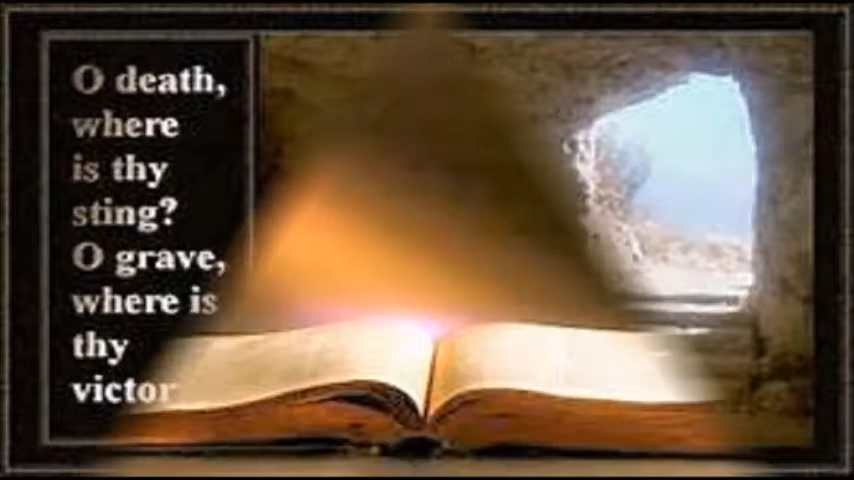 O death,
where
is thy
sting?
O grave,
where is
thy
victor